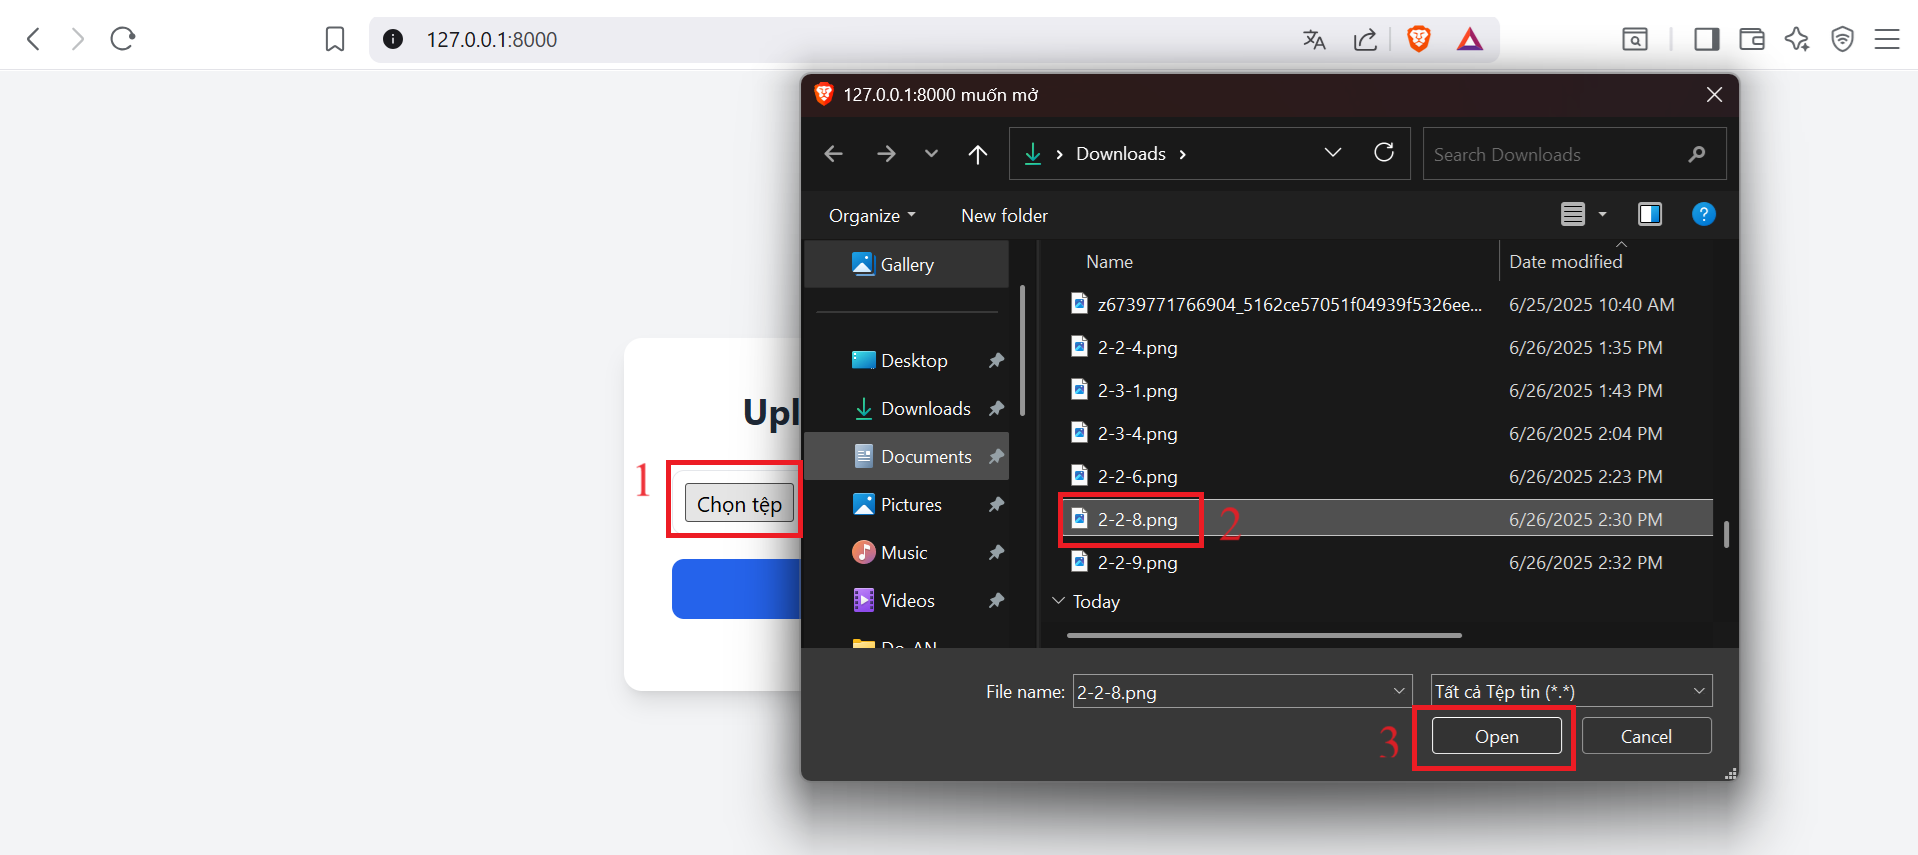 127.0.0.1:8000
127.0.0.1:8000 muốn mở
Downloads
Search Downloads
Organize
New folder
Gallery
Name
Date modified
z6739771766904_5162ce57051f04939f5326ee... 6/25/2025 10:40 AM
2-2-4.png 6/26/2025 1:35 PM
Desktop
2-3-1.png 6/26/2025 1:43 PM
Downloads
2-3-4.png 6/26/2025 2:04 PM
Upl
Documents
2-2-6.png 6/26/2025 2:23 PM
1
Chọn tệp
Pictures
2-2-8.png 2 6/26/2025 2:30 PM
Music
2-2-9.png 6/26/2025 2:32 PM
Videos
Today
File name: 2-2-8.png
Tất cả Tệp tin (*.*)
3
Open
Cancel